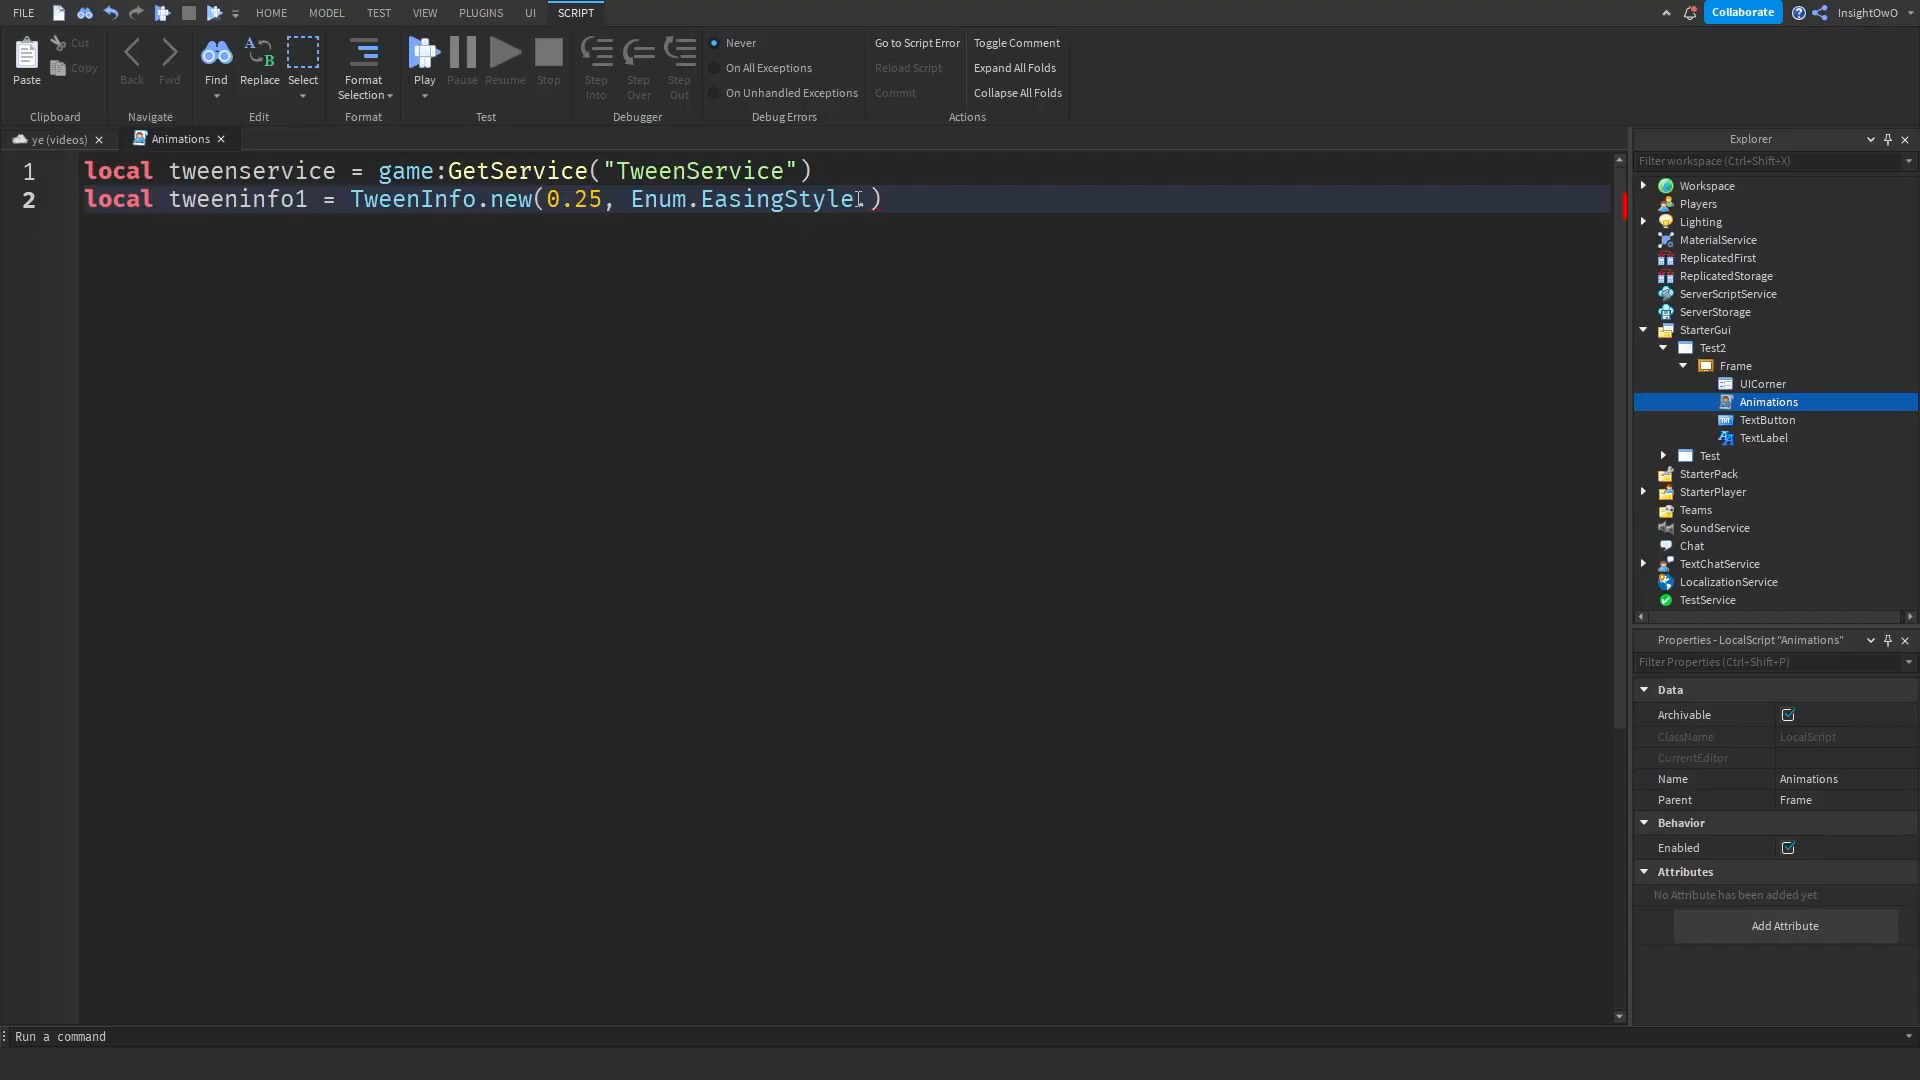 FILE HOME MODEL TEST VIEW PLUGINS UI SCRIPT Collaborate InsightOwO
Paste Cut Copy
Clipboard
Back Fwd
Navigate
Find Replace Select
Edit
Format
Selection
Format
Play Pause Resume Stop
Test
Step
Into
Step
Over
Step
Out
Debugger
Never
On All Exceptions
On Unhandled Exceptions
Debug Errors
Go to Script Error Toggle Comment
Reload Script Expand All Folds
Commit Collapse All Folds
Actions
ye (videos) Animations
1 local tweenservice = game:GetService("TweenService")
2 local tweeninfo1 = TweenInfo.new(0.25, Enum.EasingStyle.)
Explorer
Filter workspace (Ctrl+Shift+X)
Workspace
Players
Lighting
MaterialService
ReplicatedFirst
ReplicatedStorage
ServerScriptService
ServerStorage
StarterGui
Test2
Frame
UICorner
Animations
TextButton
TextLabel
Test
StarterPack
StarterPlayer
Teams
SoundService
Chat
TextChatService
LocalizationService
TestService
Properties - LocalScript "Animations"
Filter Properties (Ctrl+Shift+P)
Data
Archivable
ClassName LocalScript
CurrentEditor
Name Animations
Parent Frame
Behavior
Enabled
Attributes
No Attribute has been added yet
Add Attribute
Run a command